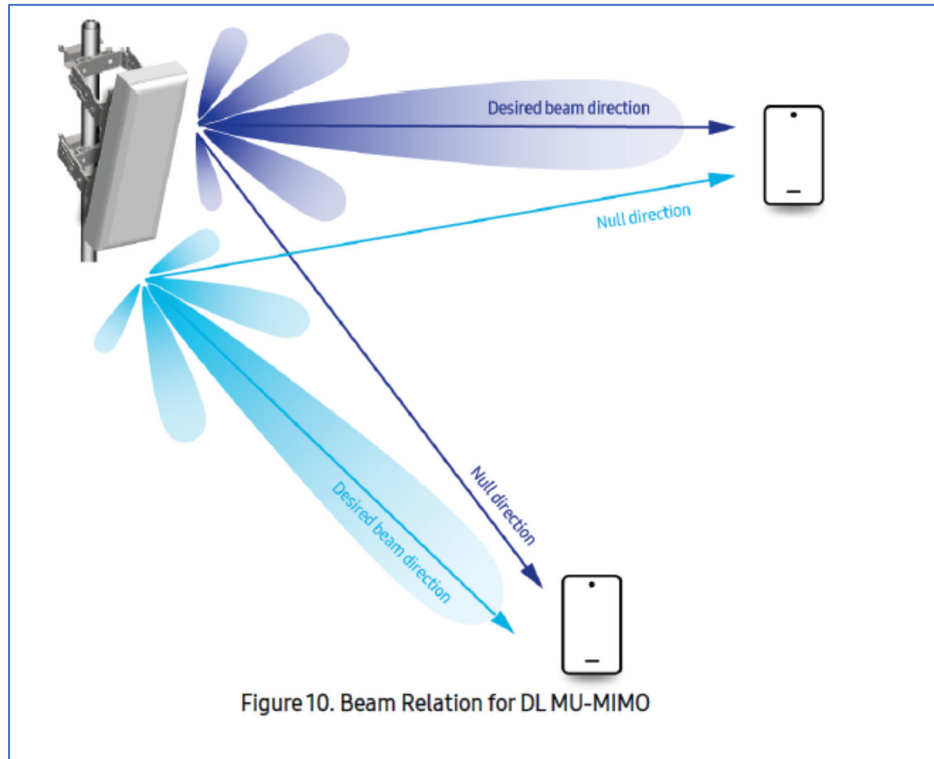 Desired beam direction
Null direction
Null direction
Desired beam direction
Figure 10. Beam Relation for DL MU-MIMO